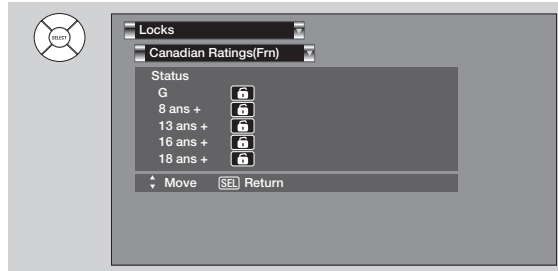 SELECT
Locks
Canadian Ratings(Frn)
Status
G
8 ans +
13 ans +
16 ans +
18 ans +
Move SEL Return